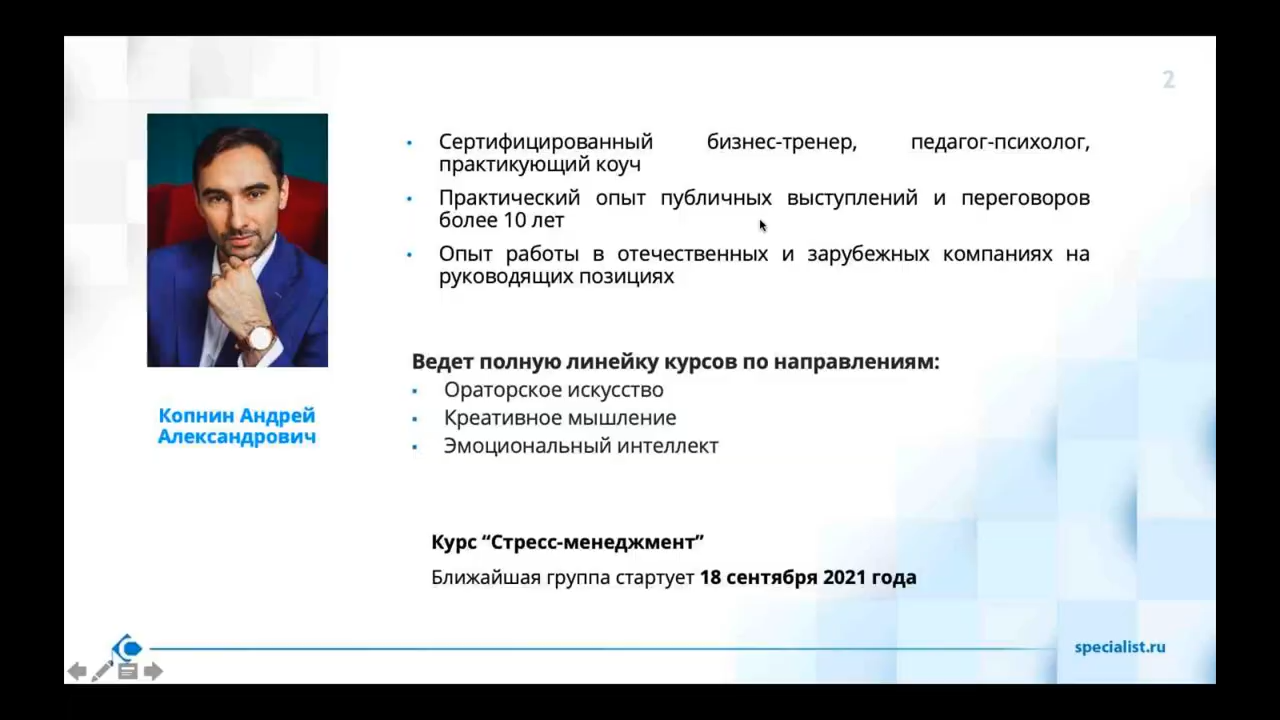 2
Сертифицированный бизнес-тренер, педагог-психолог,
практикующий коуч
Практический опыт публичных выступлений и переговоров
более 10 лет
Опыт работы в отечественных и зарубежных компаниях на
руководящих позициях
Копнин Андрей
Александрович
Ведет полную линейку курсов по направлениям:
Ораторское искусство
Креативное мышление
Эмоциональный интеллект
Курс “Стресс-менеджмент”
Ближайшая группа стартует 18 сентября 2021 года
specialist.ru